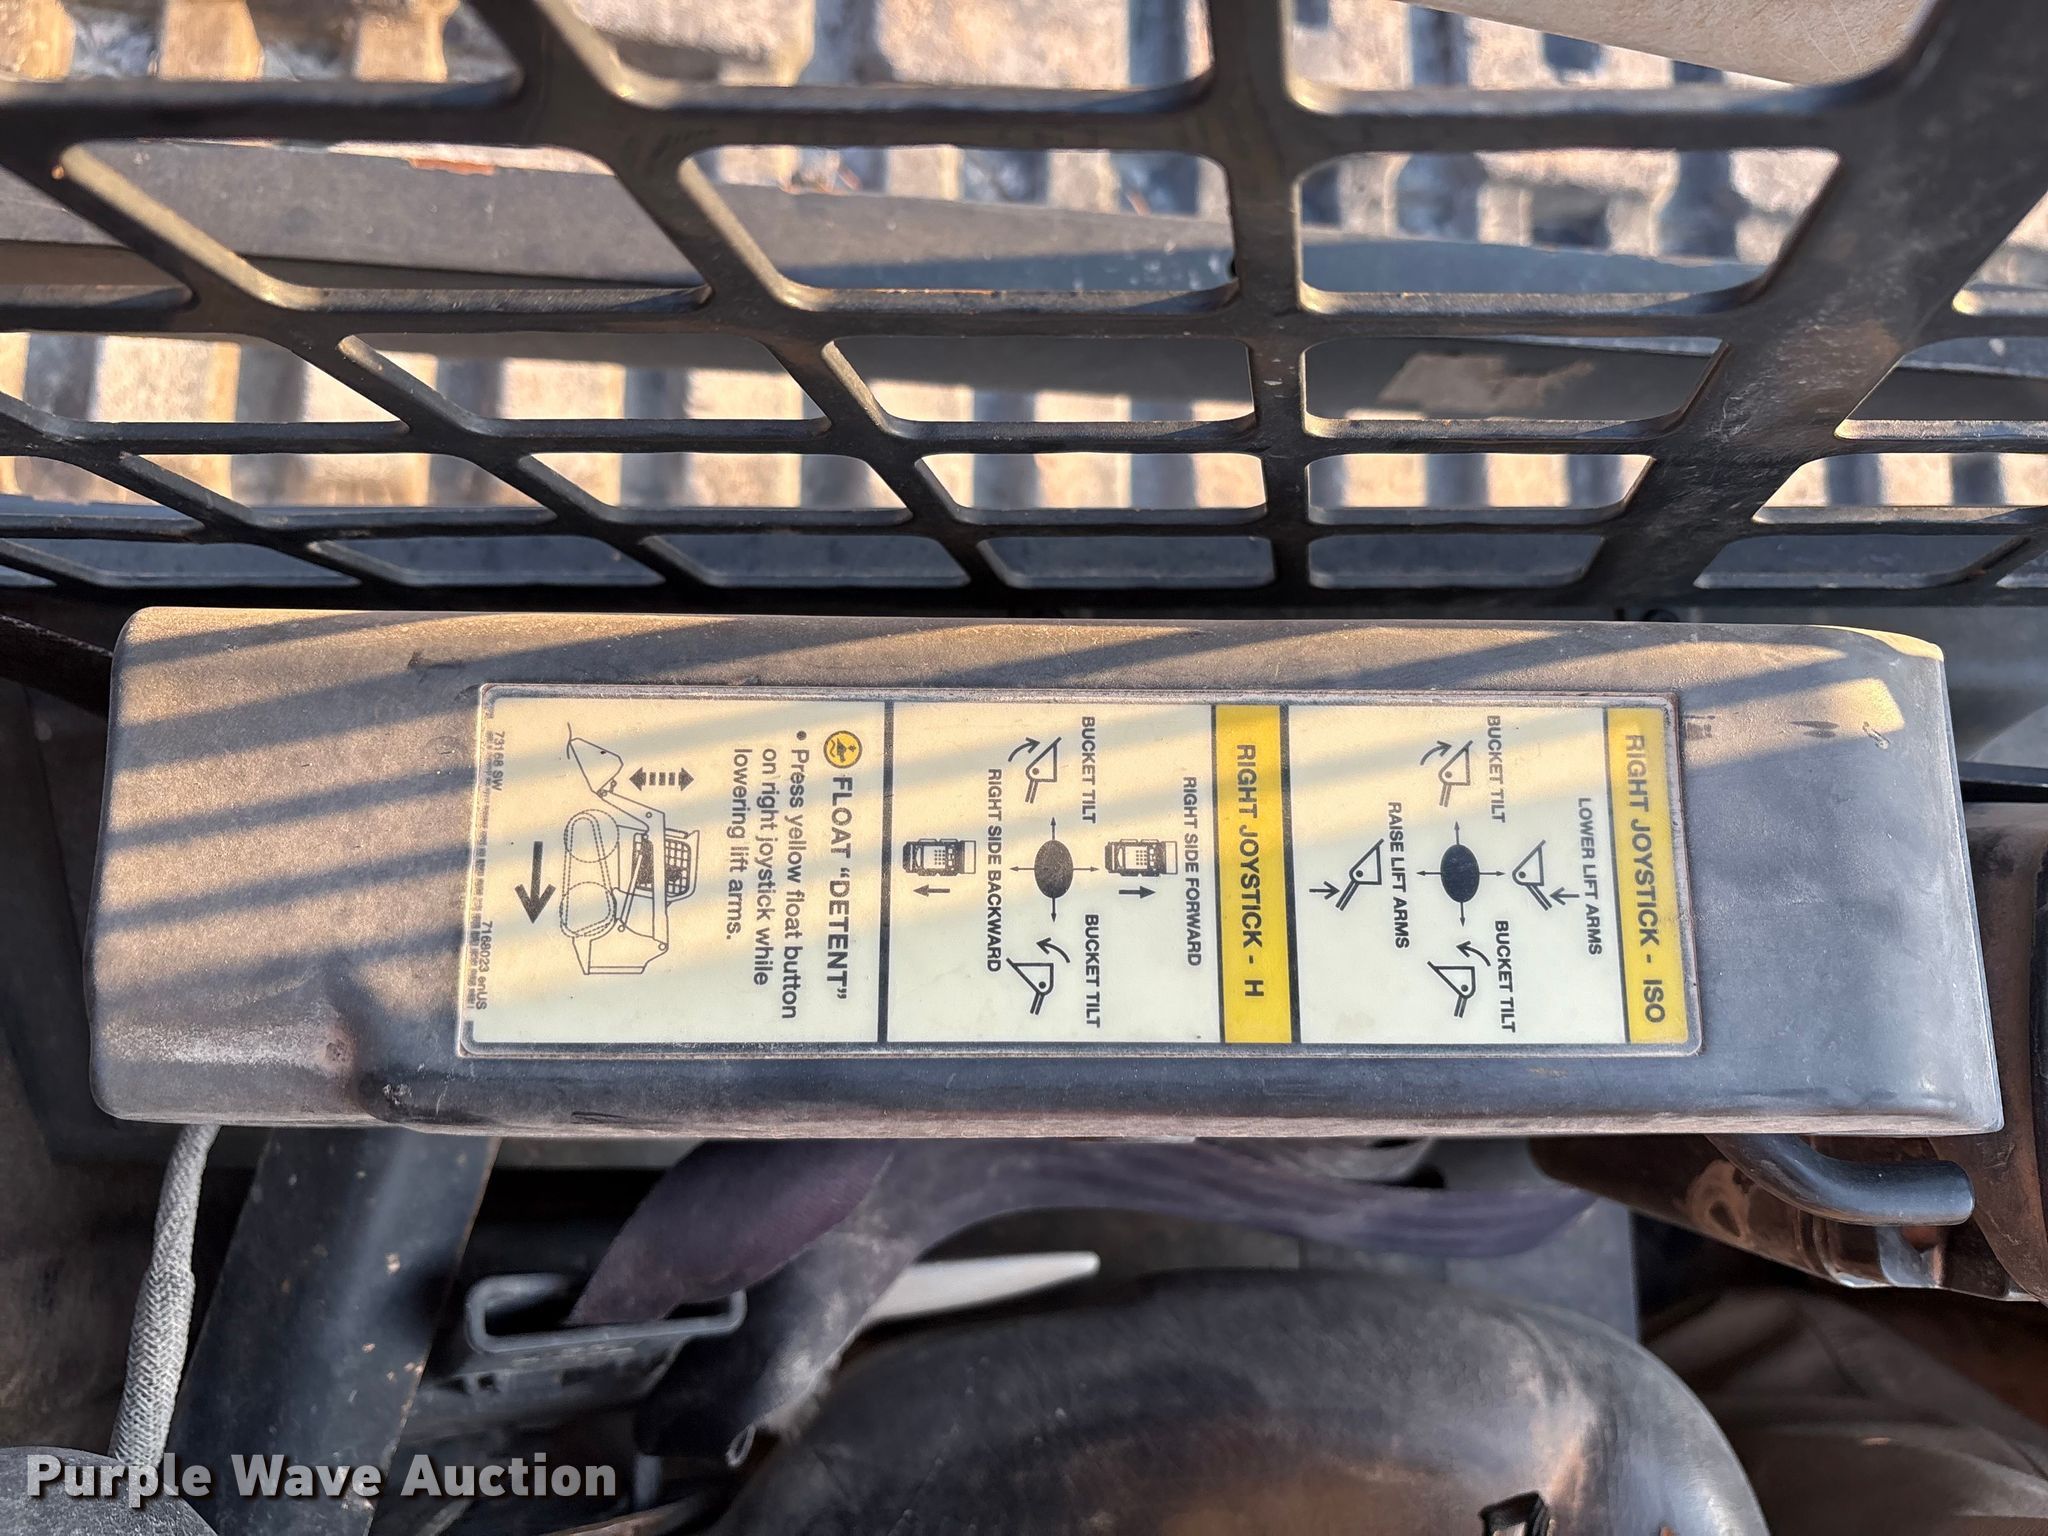 RIGHT JOYSTICK - ISO
LOWER LIFT ARMS
BUCKET TILT
BUCKET TILT
RAISE LIFT ARMS
RIGHT JOYSTICK - H
RIGHT SIDE FORWARD
BUCKET TILT
BUCKET TILT
RIGHT SIDE BACKWARD
FLOAT “DETENT”
• Press yellow float button
on right joystick while
lowering lift arms.
73168 SW
7168023 enUS
Purple Wave Auction